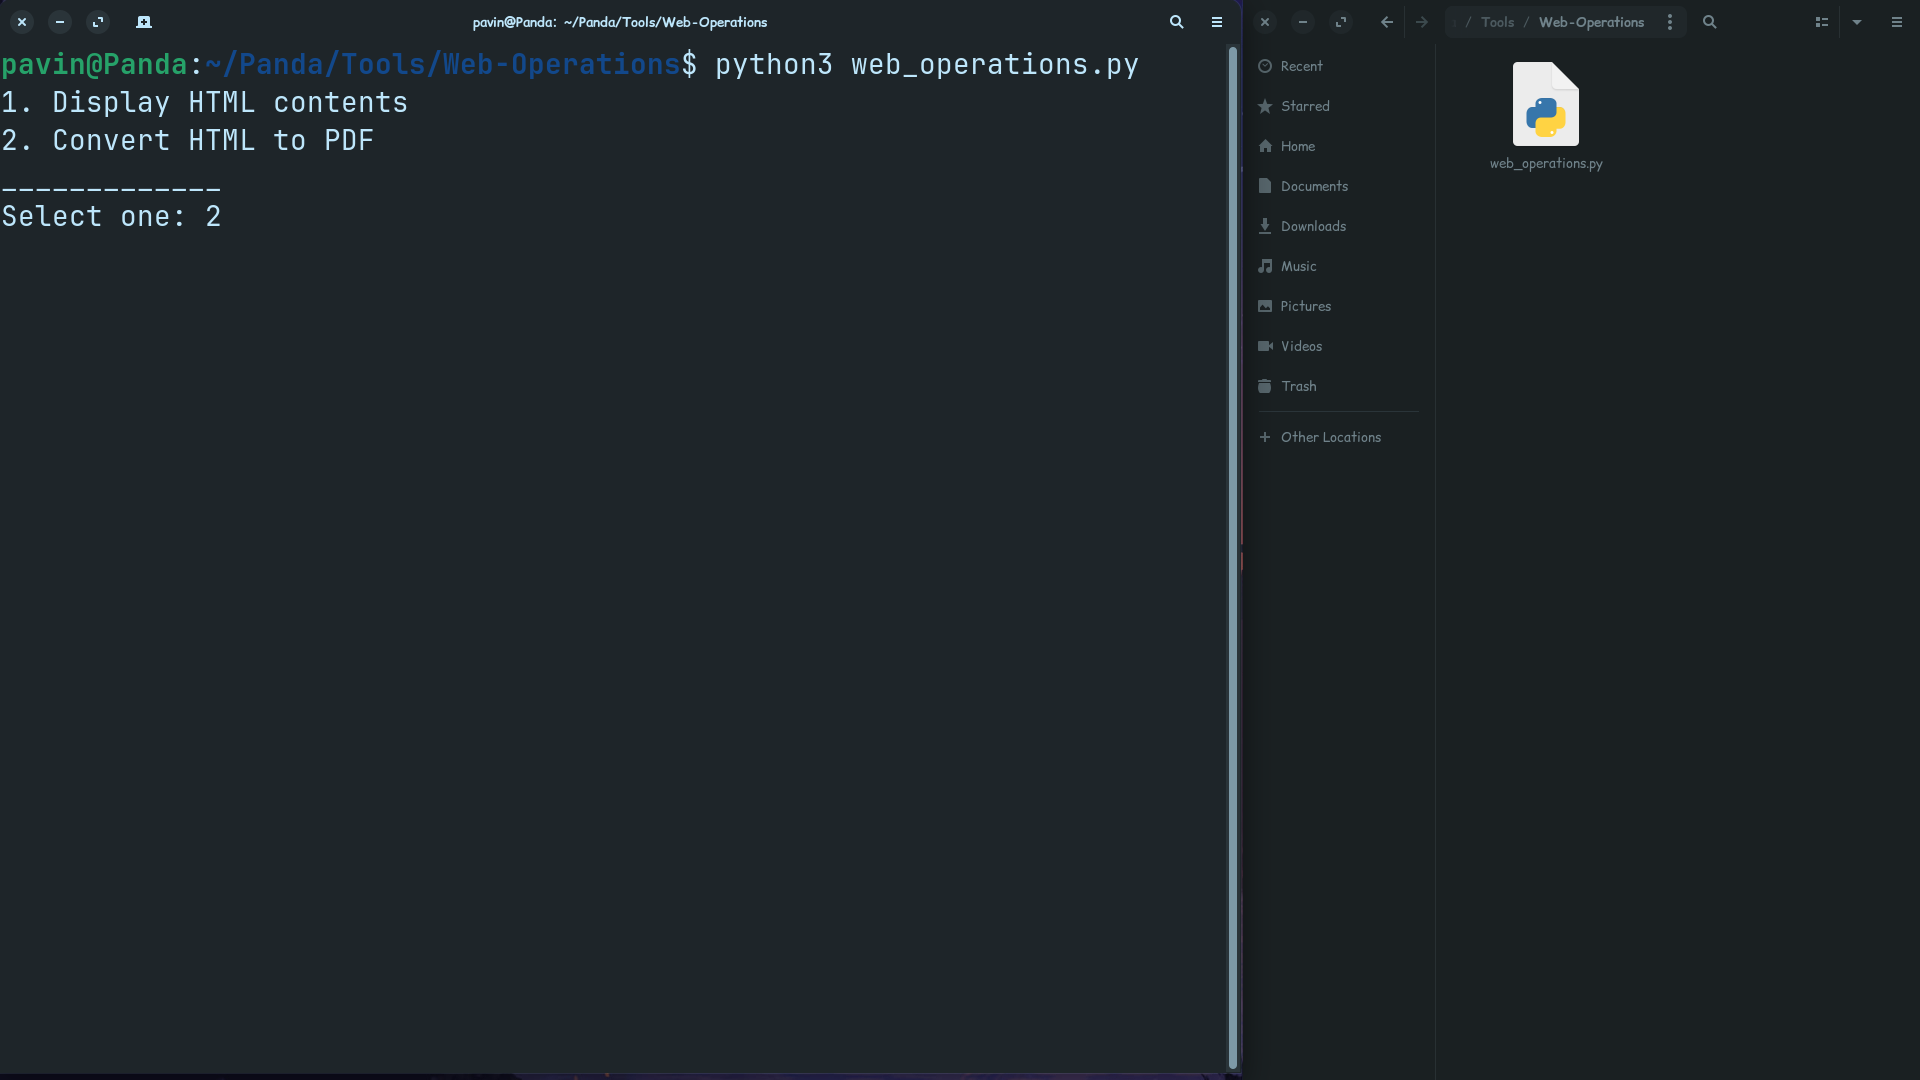 pavin@Panda: ~/Panda/Tools/Web-Operations
pavin@Panda:~/Panda/Tools/Web-Operations$ python3 web_operations.py
1. Display HTML contents
2. Convert HTML to PDF
_____________
Select one: 2
/ Tools / Web-Operations
Recent
Starred
Home
Documents
Downloads
Music
Pictures
Videos
Trash
+ Other Locations
web_operations.py